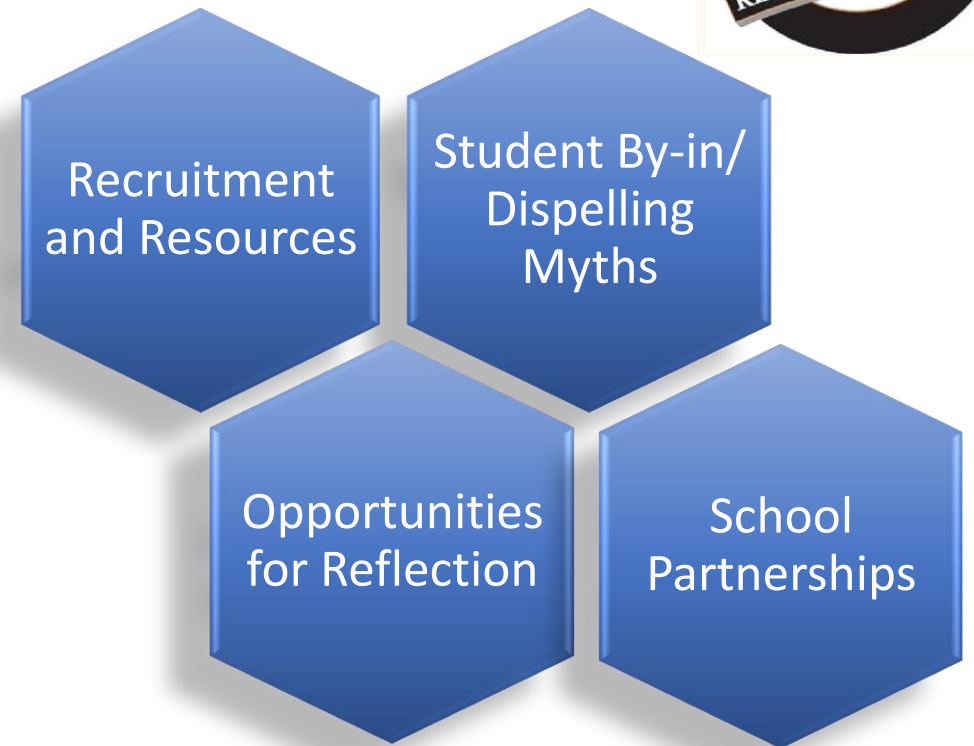 Recruitment
and Resources
Student By-in/
Dispelling
Myths
Opportunities
for Reflection
School
Partnerships